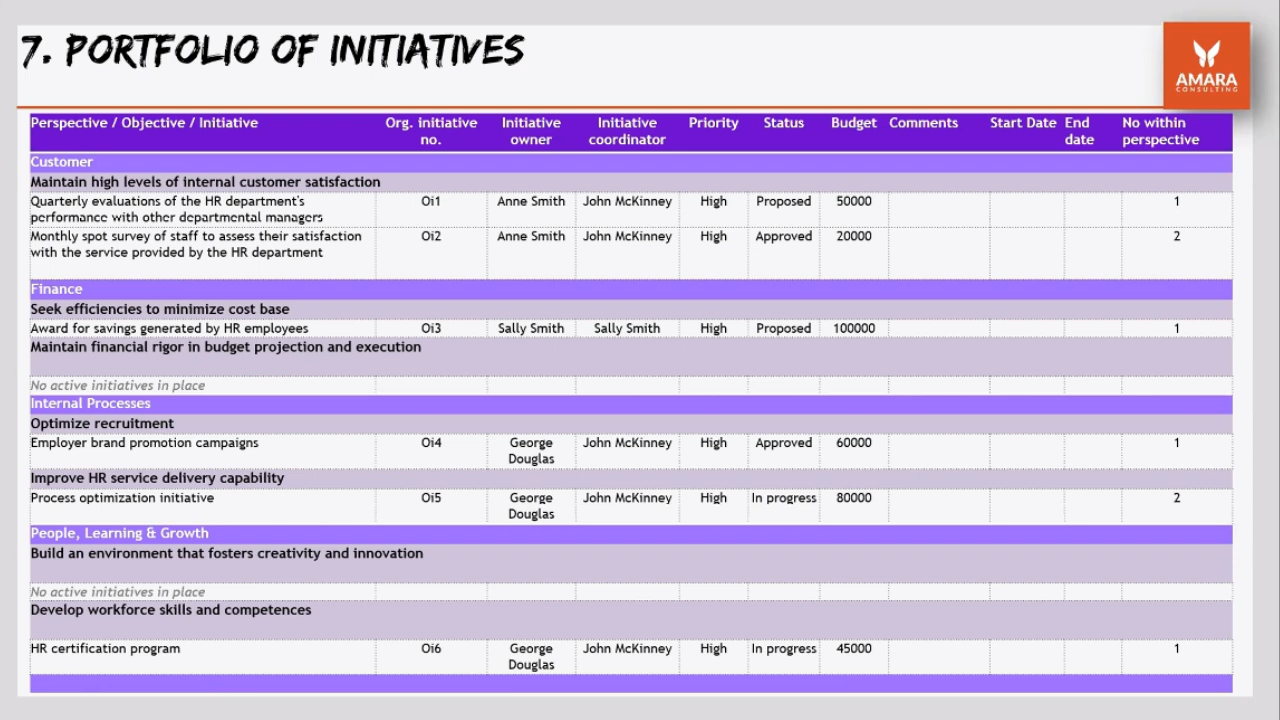 7. PORTFOLIO OF INITIATIVES
AMARA
CONSULTING
Perspective / Objective / Initiative Org. initiative no. Initiative owner Initiative coordinator Priority Status Budget Comments Start Date End date No within perspective
Customer
Maintain high levels of internal customer satisfaction
Quarterly evaluations of the HR department's performance with other departmental managers Oi1 Anne Smith John McKinney High Proposed 50000 1
Monthly spot survey of staff to assess their satisfaction with the service provided by the HR department Oi2 Anne Smith John McKinney High Approved 20000 2
Finance
Seek efficiencies to minimize cost base
Award for savings generated by HR employees Oi3 Sally Smith Sally Smith High Proposed 100000 1
Maintain financial rigor in budget projection and execution
No active initiatives in place
Internal Processes
Optimize recruitment
Employer brand promotion campaigns Oi4 George Douglas John McKinney High Approved 60000 1
Improve HR service delivery capability
Process optimization initiative Oi5 George Douglas John McKinney High In progress 80000 2
People, Learning & Growth
Build an environment that fosters creativity and innovation
No active initiatives in place
Develop workforce skills and competences
HR certification program Oi6 George Douglas John McKinney High In progress 45000 1